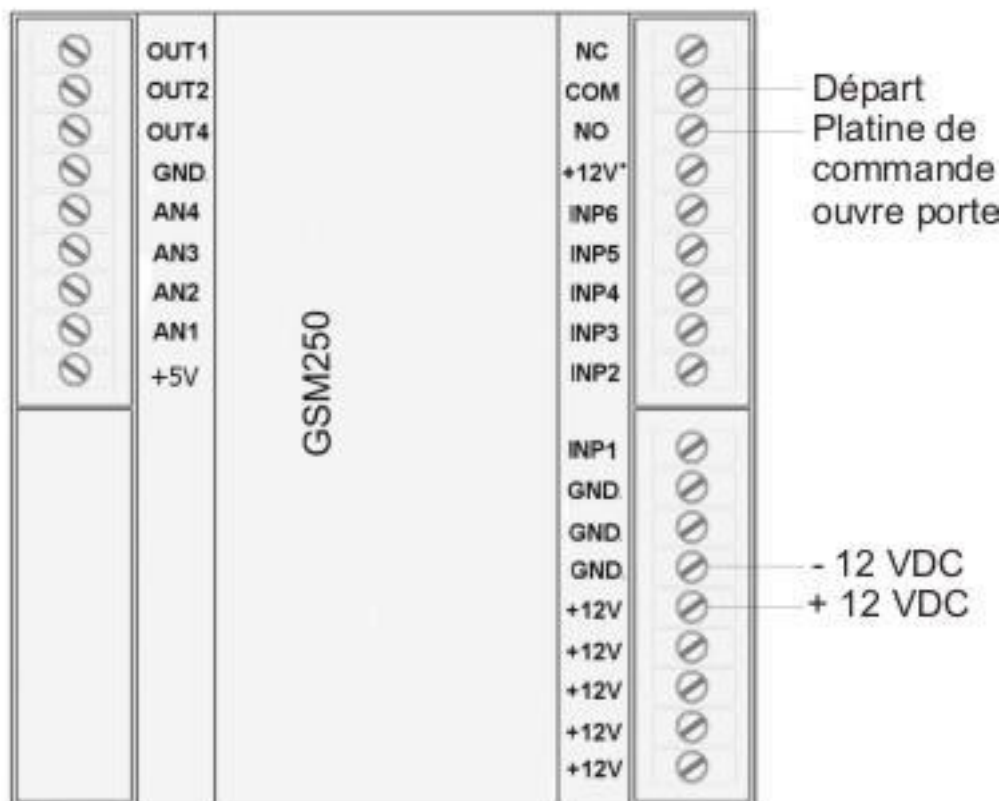 OUT1
OUT2
OUT4
GND
AN4
AN3
AN2
AN1
+5V
GSM250
NC
COM
NO
+12V*
INP6
INP5
INP4
INP3
INP2
INP1
GND
GND
GND
+12V
+12V
+12V
+12V
+12V
Départ
Platine de
commande
ouvre porte
- 12 VDC
+ 12 VDC